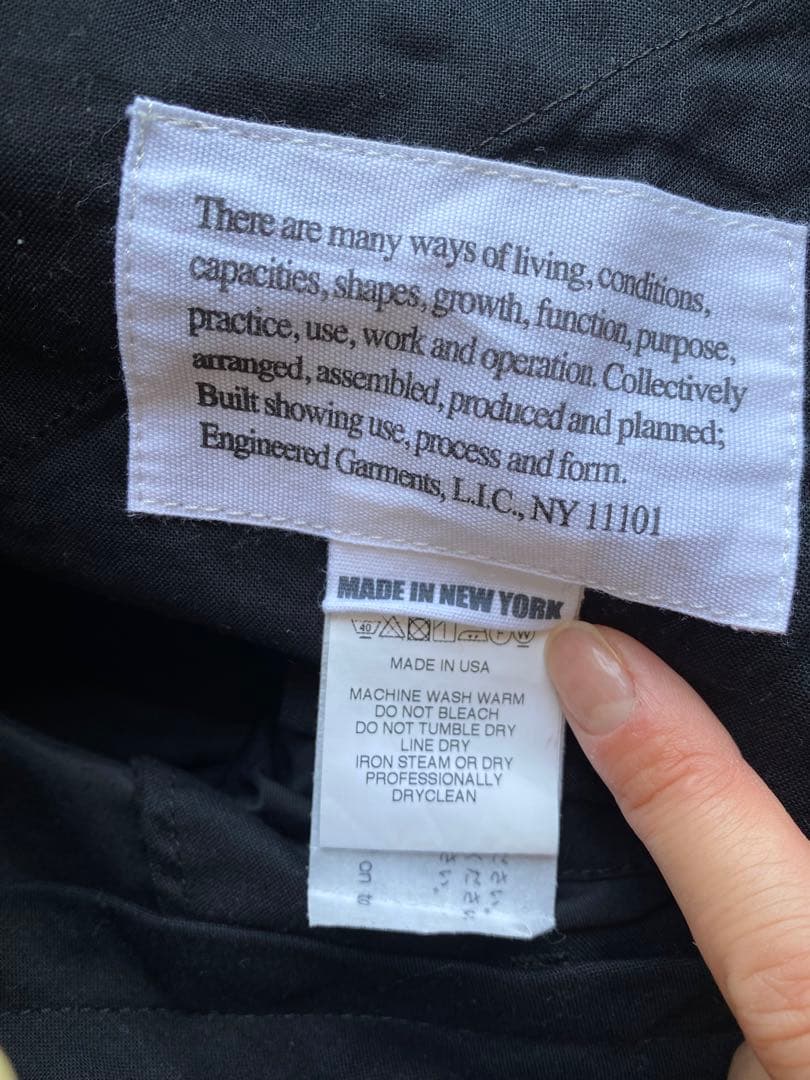 There are many ways of living, conditions,
capacities, shapes, growth, function, purpose,
practice, use, work and operation. Collectively
arranged, assembled, produced and planned;
Built showing use, process and form.
Engineered Garments, L.I.C., NY 11101
MADE IN NEW YORK
40
MADE IN USA
MACHINE WASH WARM
DO NOT BLEACH
DO NOT TUMBLE DRY
LINE DRY
IRON STEAM OR DRY
PROFESSIONALLY
DRYCLEAN